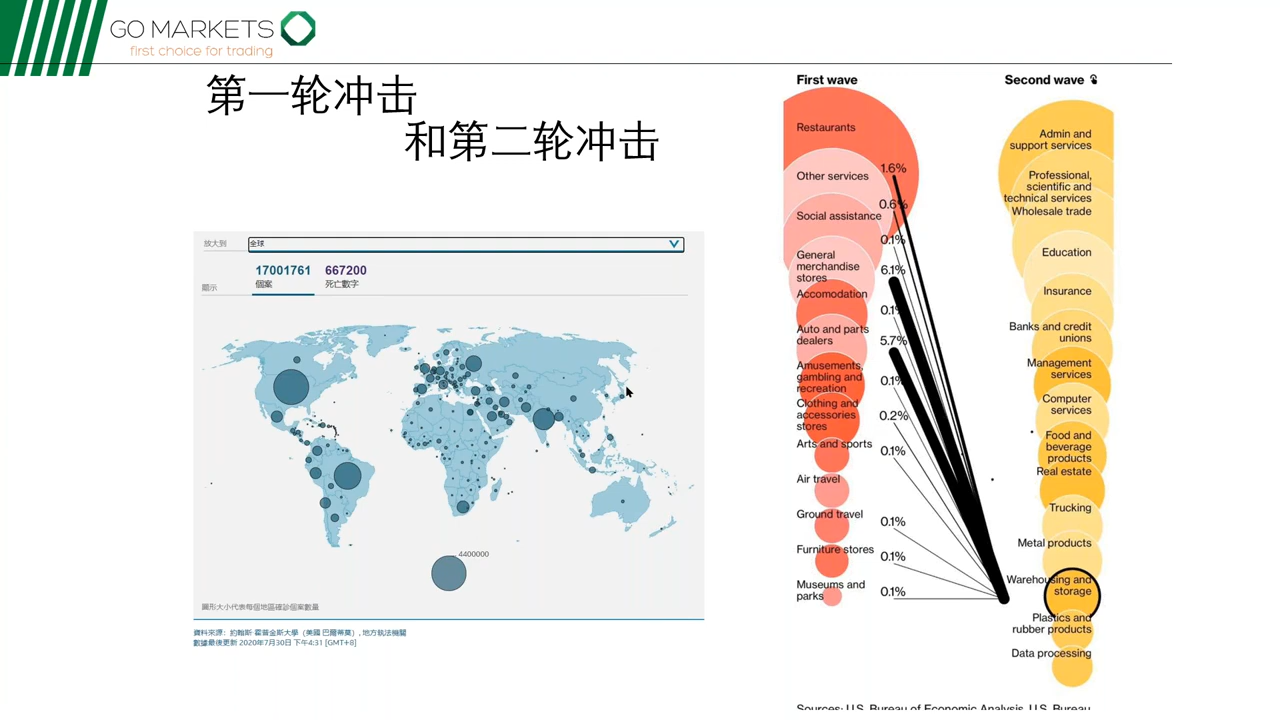 GO MARKETS
first choice for trading
第一轮冲击
和第二轮冲击
放大到
全球
17001761
667200
個案
死亡數字
顯示
4400000
圖形大小代表每個地區確診個案數量
資料來源：約翰斯·霍普金斯大學（美國 巴爾蒂莫），地方執法機關
數據最後更新 2020年7月30日 下午4:31 [GMT+8]
First wave
Second wave
Restaurants
Other services
Social assistance
General
merchandise
stores
Accomodation
Auto and parts
dealers
Amusements,
gambling and
recreation
Clothing and
accessories
stores
Arts and sports
Air travel
Ground travel
Furniture stores
Museums and
parks
1.6%
0.6%
0.1%
6.1%
0.1%
5.7%
0.1%
0.2%
0.1%
0.1%
0.1%
0.1%
Admin and
support services
Professional,
scientific and
technical services
Wholesale trade
Education
Insurance
Banks and credit
unions
Management
services
Computer
services
Food and
beverage
products
Real estate
Trucking
Metal products
Warehousing and
storage
Plastics and
rubber products
Data processing
Sources: U.S. Bureau of Economic Analysis, U.S. Bureau